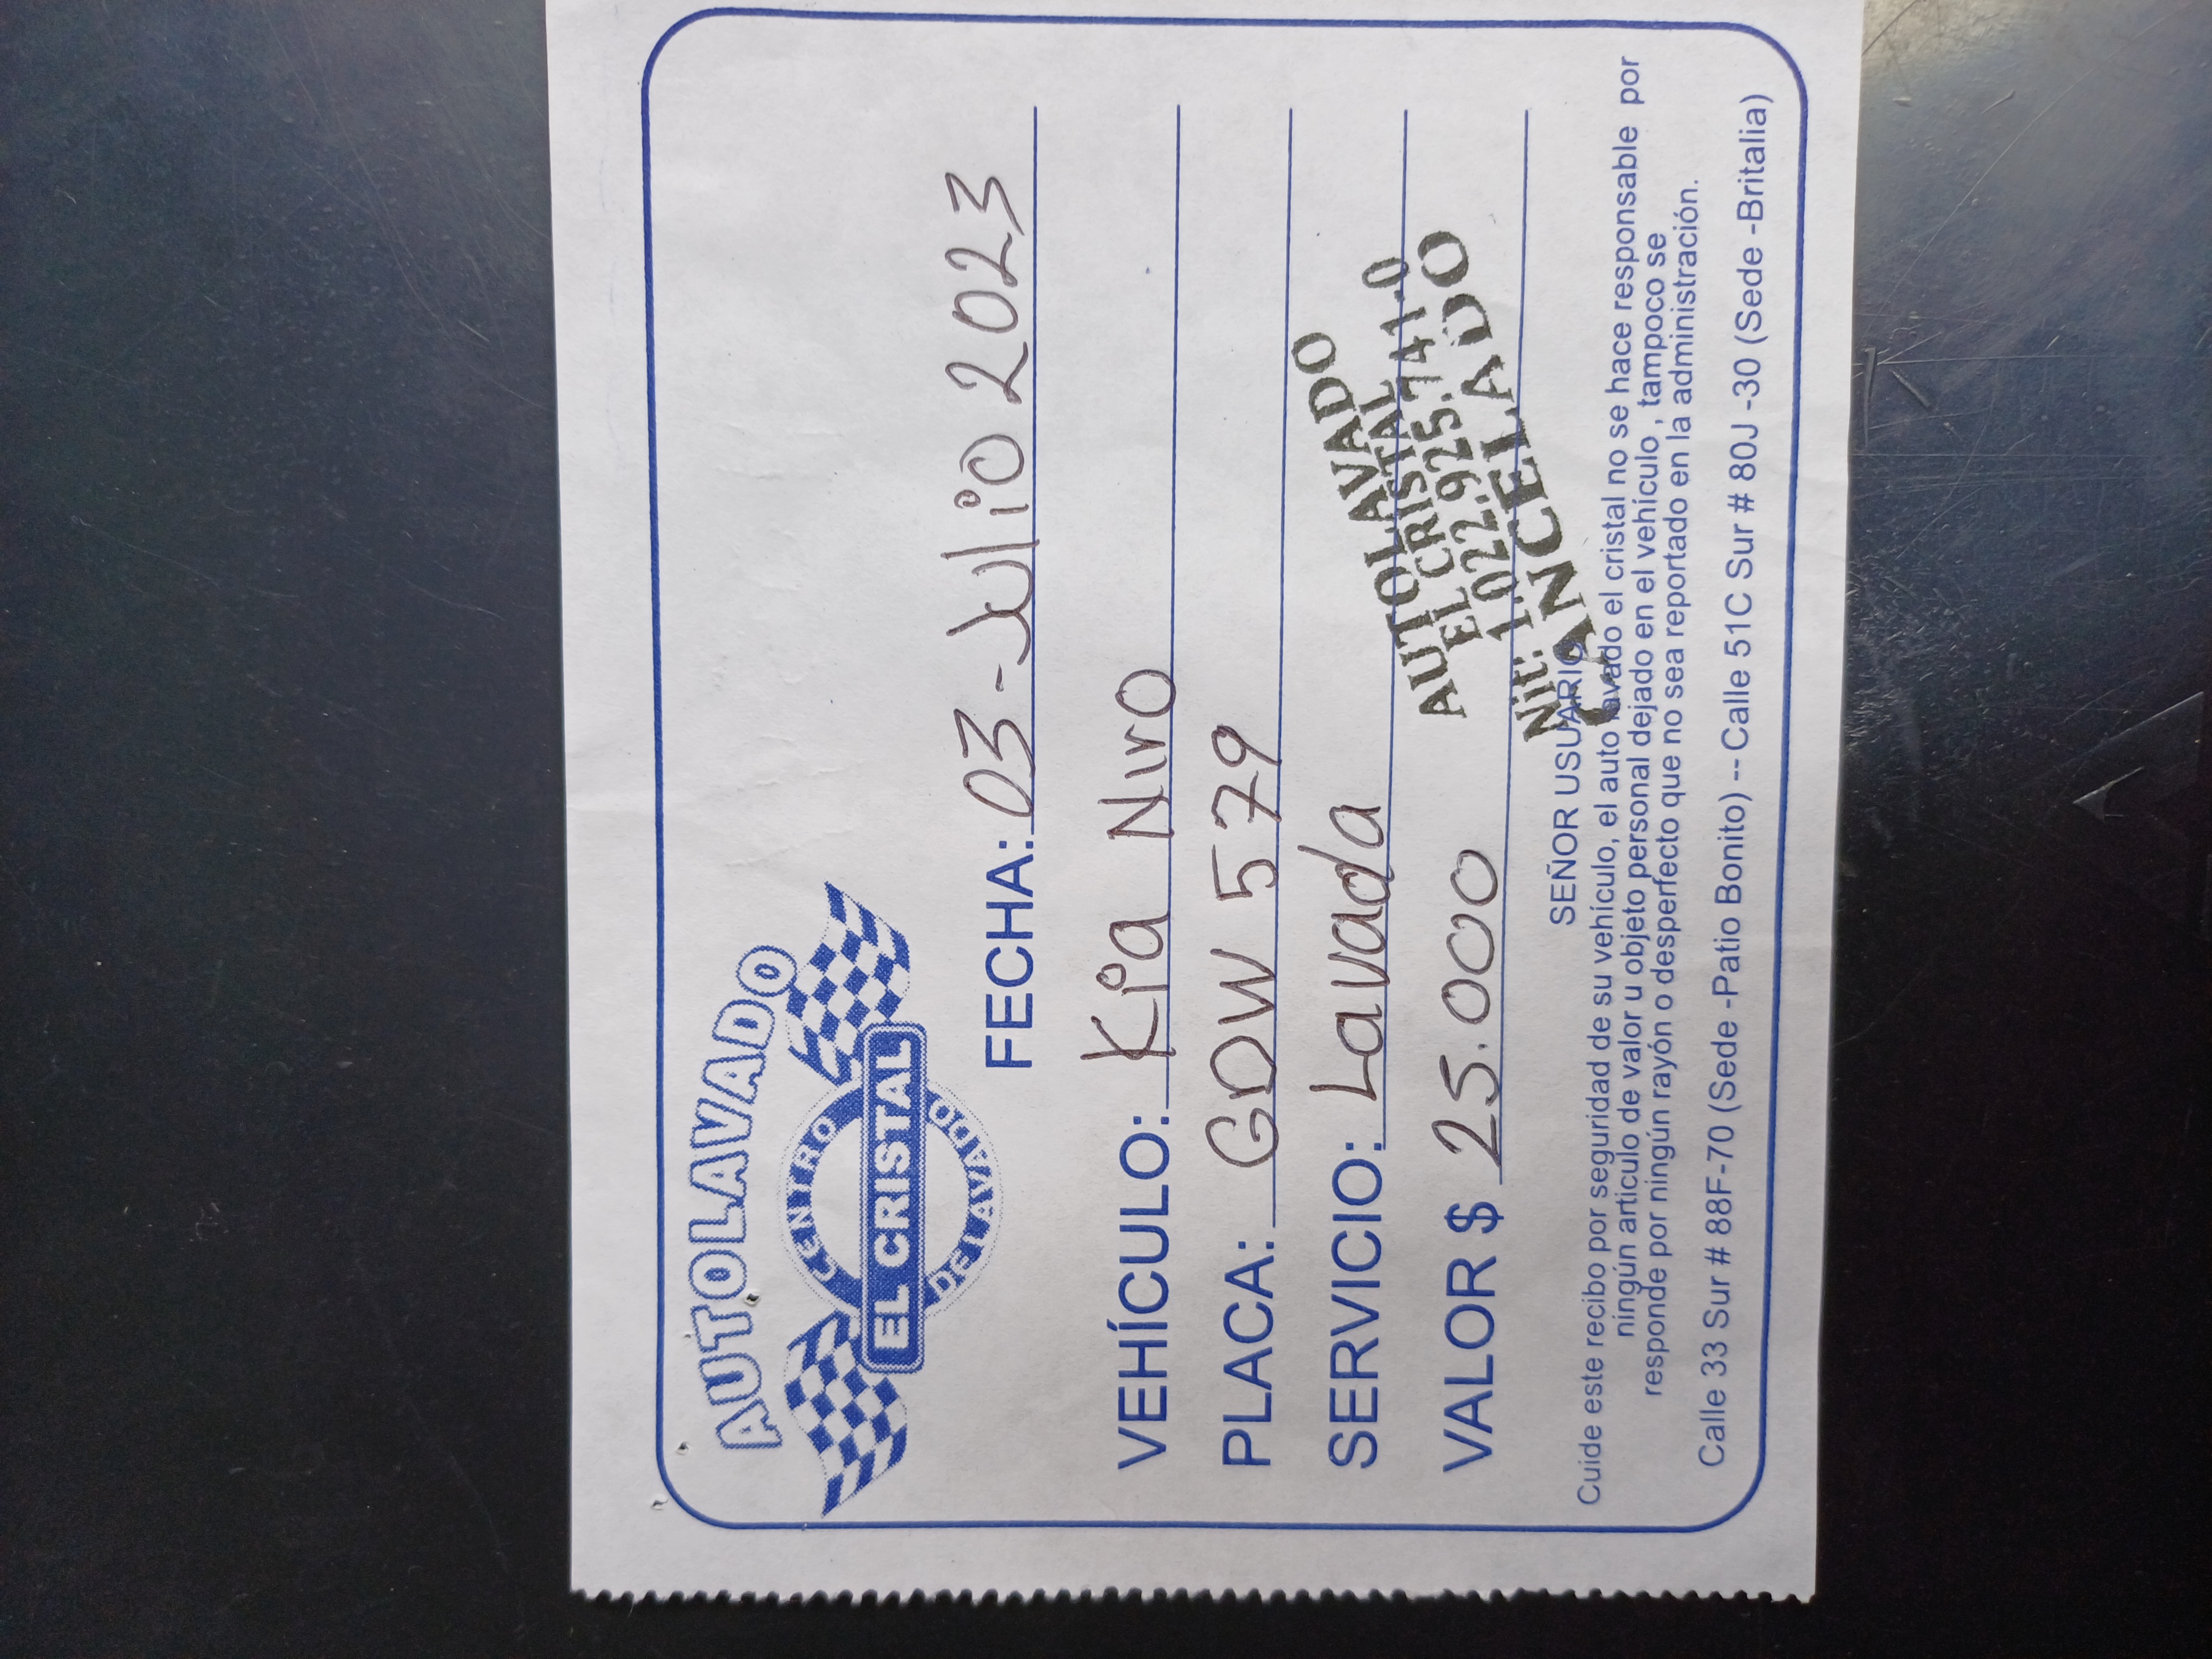 AUTOLAVADO
CENTRO
EL CRISTAL
DE LAVADO
FECHA: 03-Julio 2023
VEHÍCULO: Kia Niro
PLACA: GDW 579
SERVICIO: Lavada
VALOR $ 25.000
AUTOLAVADO
EL CRISTAL
Nit: 1.022.925.741.0
CANCELADO
SEÑOR USUARIO
Cuide este recibo por seguridad de su vehículo, el auto lavado el cristal no se hace responsable por
ningún articulo de valor u objeto personal dejado en el vehículo , tampoco se
responde por ningún rayón o desperfecto que no sea reportado en la administración.
Calle 33 Sur # 88F-70 (Sede -Patio Bonito) -- Calle 51C Sur # 80J -30 (Sede -Britalia)